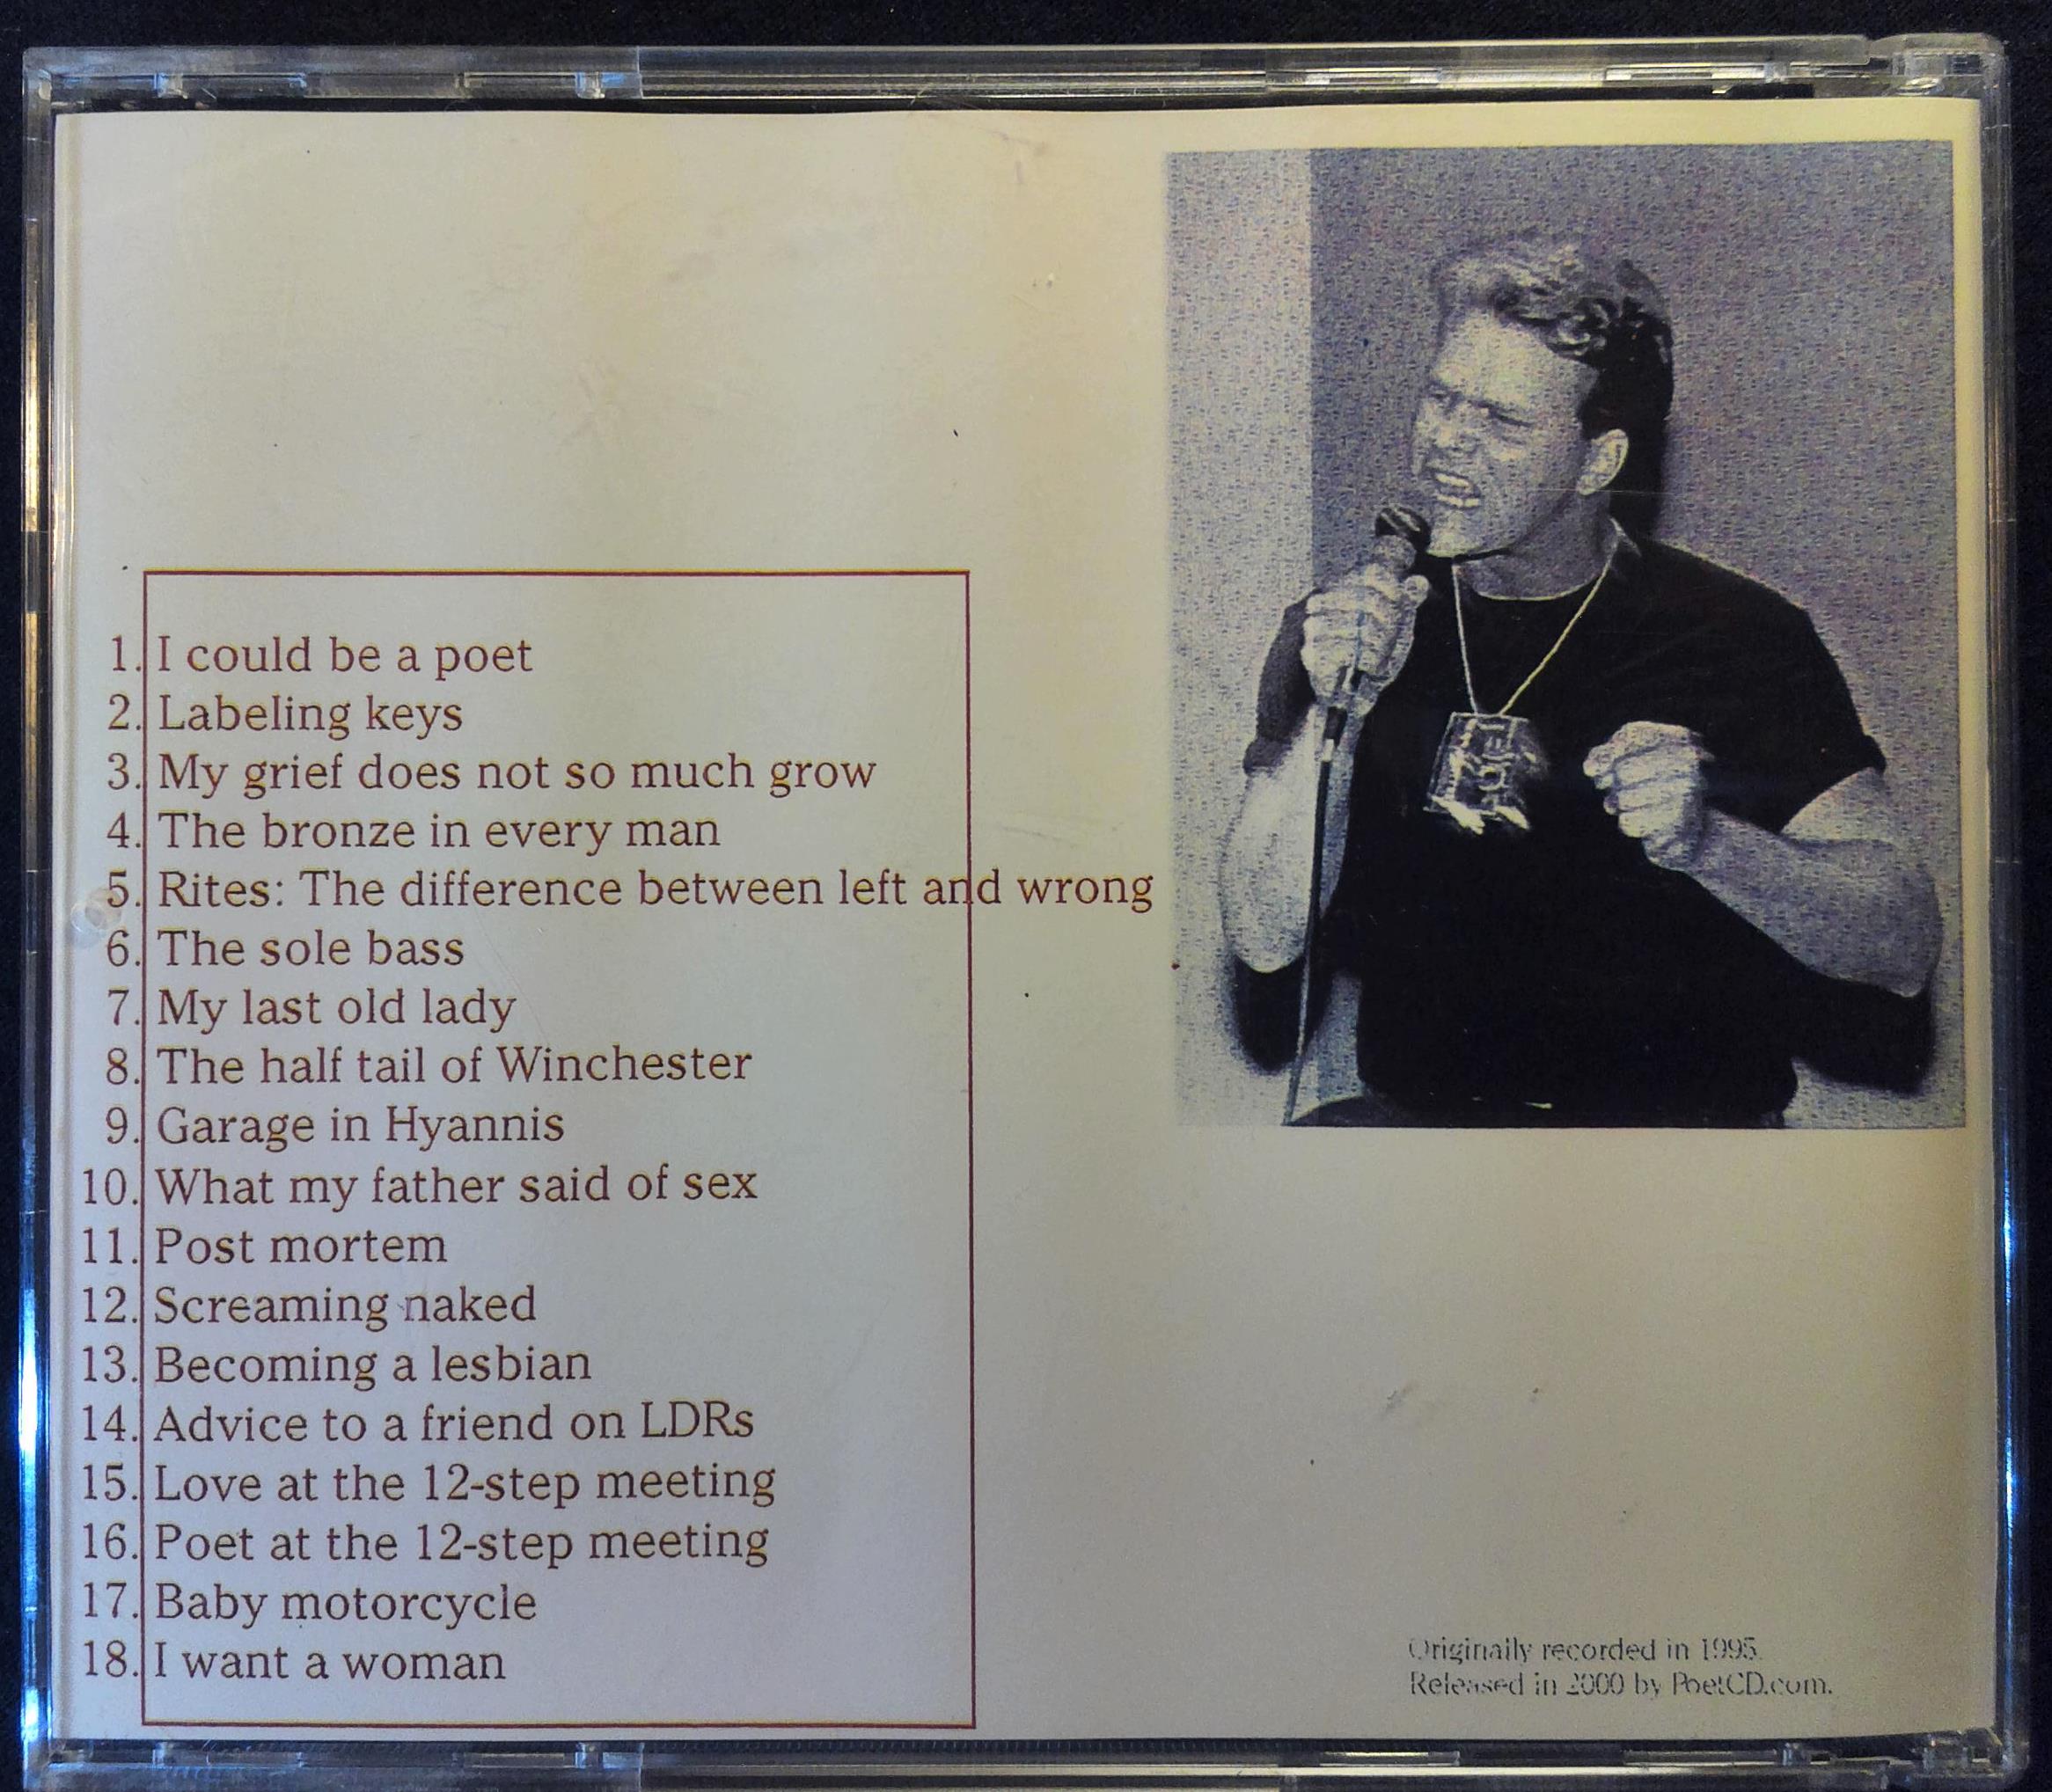 1. I could be a poet
2. Labeling keys
3. My grief does not so much grow
4. The bronze in every man
5. Rites: The difference between left and wrong
6. The sole bass
7. My last old lady
8. The half tail of Winchester
9. Garage in Hyannis
10. What my father said of sex
11. Post mortem
12. Screaming naked
13. Becoming a lesbian
14. Advice to a friend on LDRs
15. Love at the 12-step meeting
16. Poet at the 12-step meeting
17. Baby motorcycle
18. I want a woman
Originally recorded in 1995.
Released in 2000 by PoetCD.com.